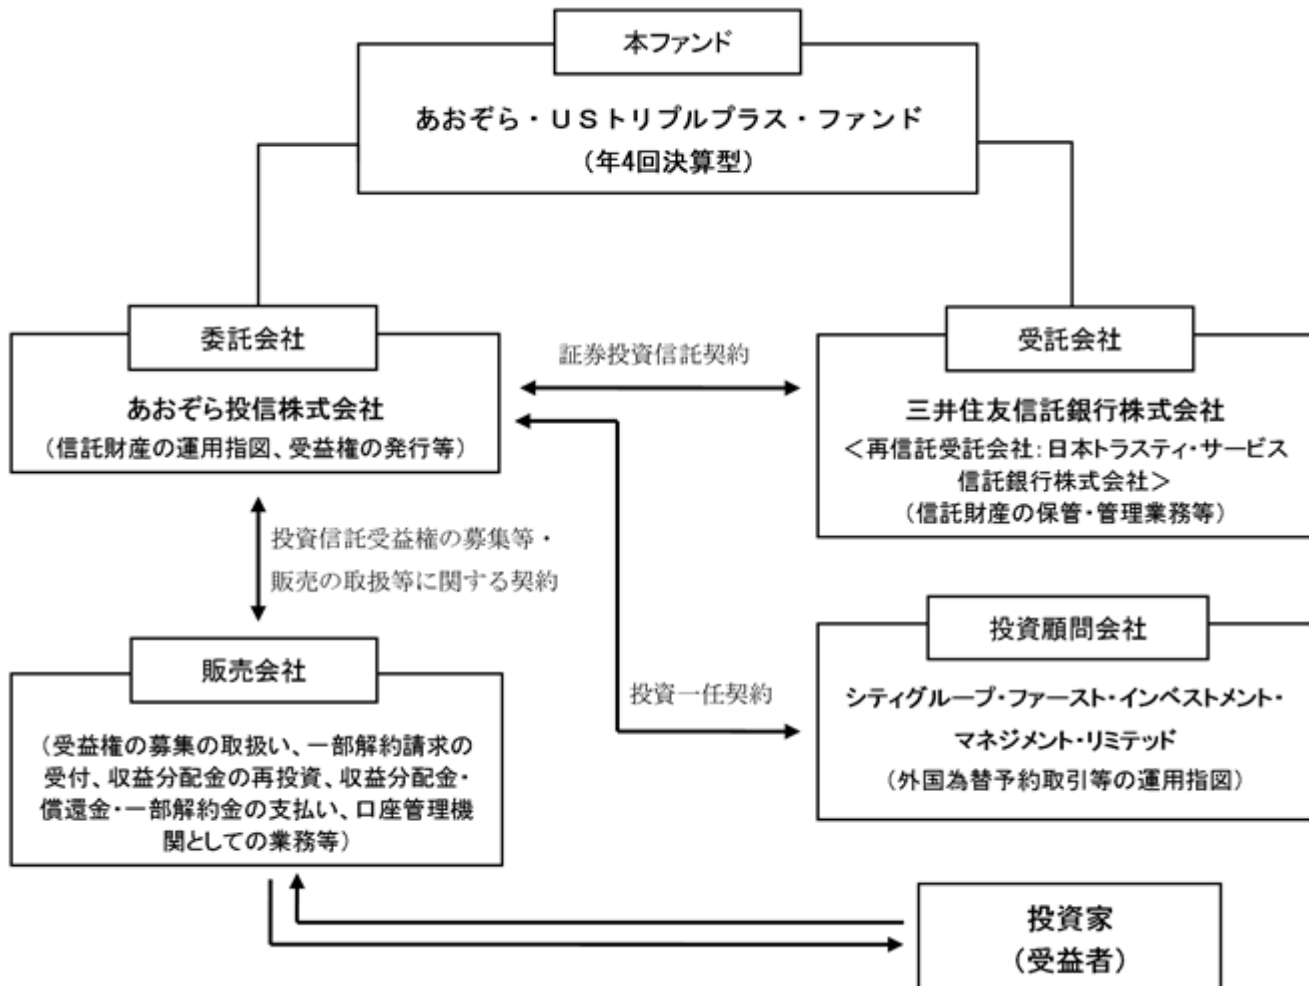 本ファンド
あおぞら・ＵＳトリプルプラス・ファンド
（年4回決算型）
委託会社
あおぞら投信株式会社
（信託財産の運用指図、受益権の発行等）
証券投資信託契約
受託会社
三井住友信託銀行株式会社
＜再信託受託会社：日本トラスティ・サービス
信託銀行株式会社＞
（信託財産の保管・管理業務等）
投資信託受益権の募集等・
販売の取扱等に関する契約
投資一任契約
投資顧問会社
シティグループ・ファースト・インベストメント・
マネジメント・リミテッド
（外国為替予約取引等の運用指図）
販売会社
（受益権の募集の取扱い、一部解約請求の
受付、収益分配金の再投資、収益分配金・
償還金・一部解約金の支払い、口座管理機
関としての業務等）
投資家
（受益者）